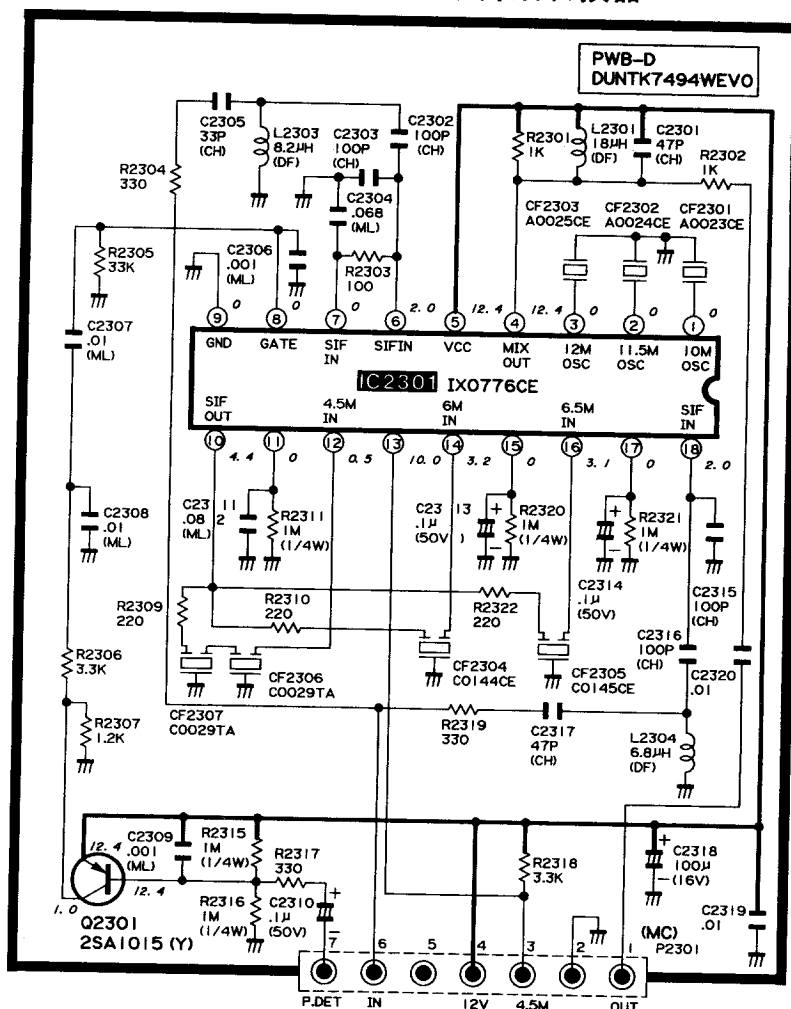 PWB-D
DUNTK7494WEV0
C2305
33P
(CH)
L2303
8.2μH
(DF)
C2303
100P
(CH)
C2302
100P
(CH)
R2301
1K
L2301
18μH
(DF)
C2301
47P
(CH)
R2302
1K
R2304
330
C2304
.068
(ML)
CF2303
A0025CE
CF2302
A0024CE
CF2301
A0023CE
R2305
33K
C2306
.001
(ML)
R2303
100
C2307
.01
(ML)
0 0 0 2.0 12.4 12.4 0 0 0
9 8 7 6 5 4 3 2 1
GND GATE SIF IN SIFIN VCC MIX OUT 12M OSC 11.5M OSC 10M OSC
IC2301 IX0776CE
SIF OUT 4.5M IN 6M IN 6.5M IN SIF IN
10 11 12 13 14 15 16 17 18
4.4 0 0.5 10.0 3.2 0 3.1 0 2.0
C2308
.01
(ML)
C23 11
.08 2
(ML)
R2311
1M
(1/4W)
C23 13
.1μ
(50V)
R2320
1M
(1/4W)
R2321
1M
(1/4W)
C2314
.1μ
(50V)
C2315
100P
(CH)
R2309
220
R2310
220
R2322
220
C2316
100P
(CH)
C2320
.01
R2306
3.3K
CF2306
C0029TA
CF2304
C0144CE
CF2305
C0145CE
CF2307
C0029TA
R2307
1.2K
R2319
330
C2317
47P
(CH)
L2304
6.8μH
(DF)
12.4
C2309
.001
(ML)
R2315
1M
(1/4W)
R2317
330
R2318
3.3K
+
C2318
100μ
(16V)
−
12.4
1.0
R2316
1M
(1/4W)
C2310
.1μ
(50V)
+
−
C2319
.01
Q2301
2SA1015 (Y)
(MC)
P2301
7 6 5 4 3 2 1
P.DET IN 12V 4.5M OUT